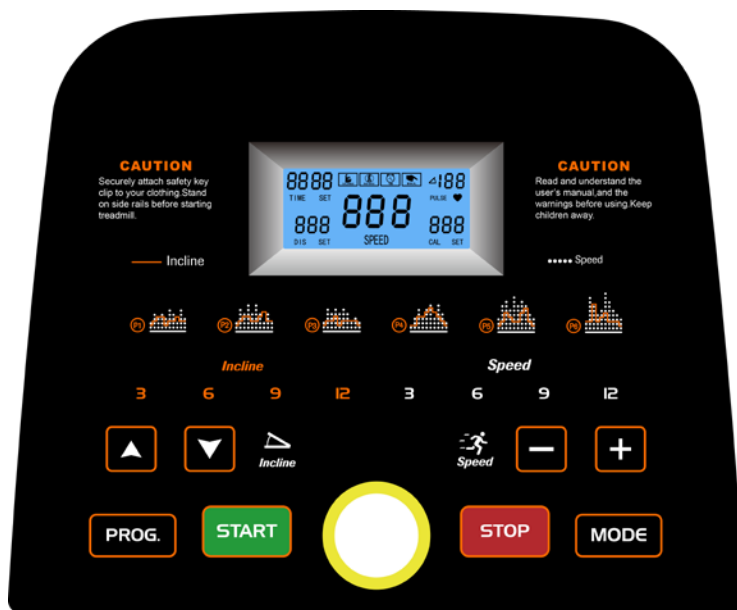 CAUTION
Securely attach safety key
clip to your clothing.Stand
on side rails before starting
treadmill.
Incline
8888 188
TIME SET PULSE
888
888 888
DIS SET SPEED CAL SET
CAUTION
Read and understand the
user's manual,and the
warnings before using.Keep
children away.
Speed
P1 P2 P3 P4 P5 P6
Incline Speed
3 6 9 12 3 6 9 12
Incline Speed
PROG. START STOP MODE